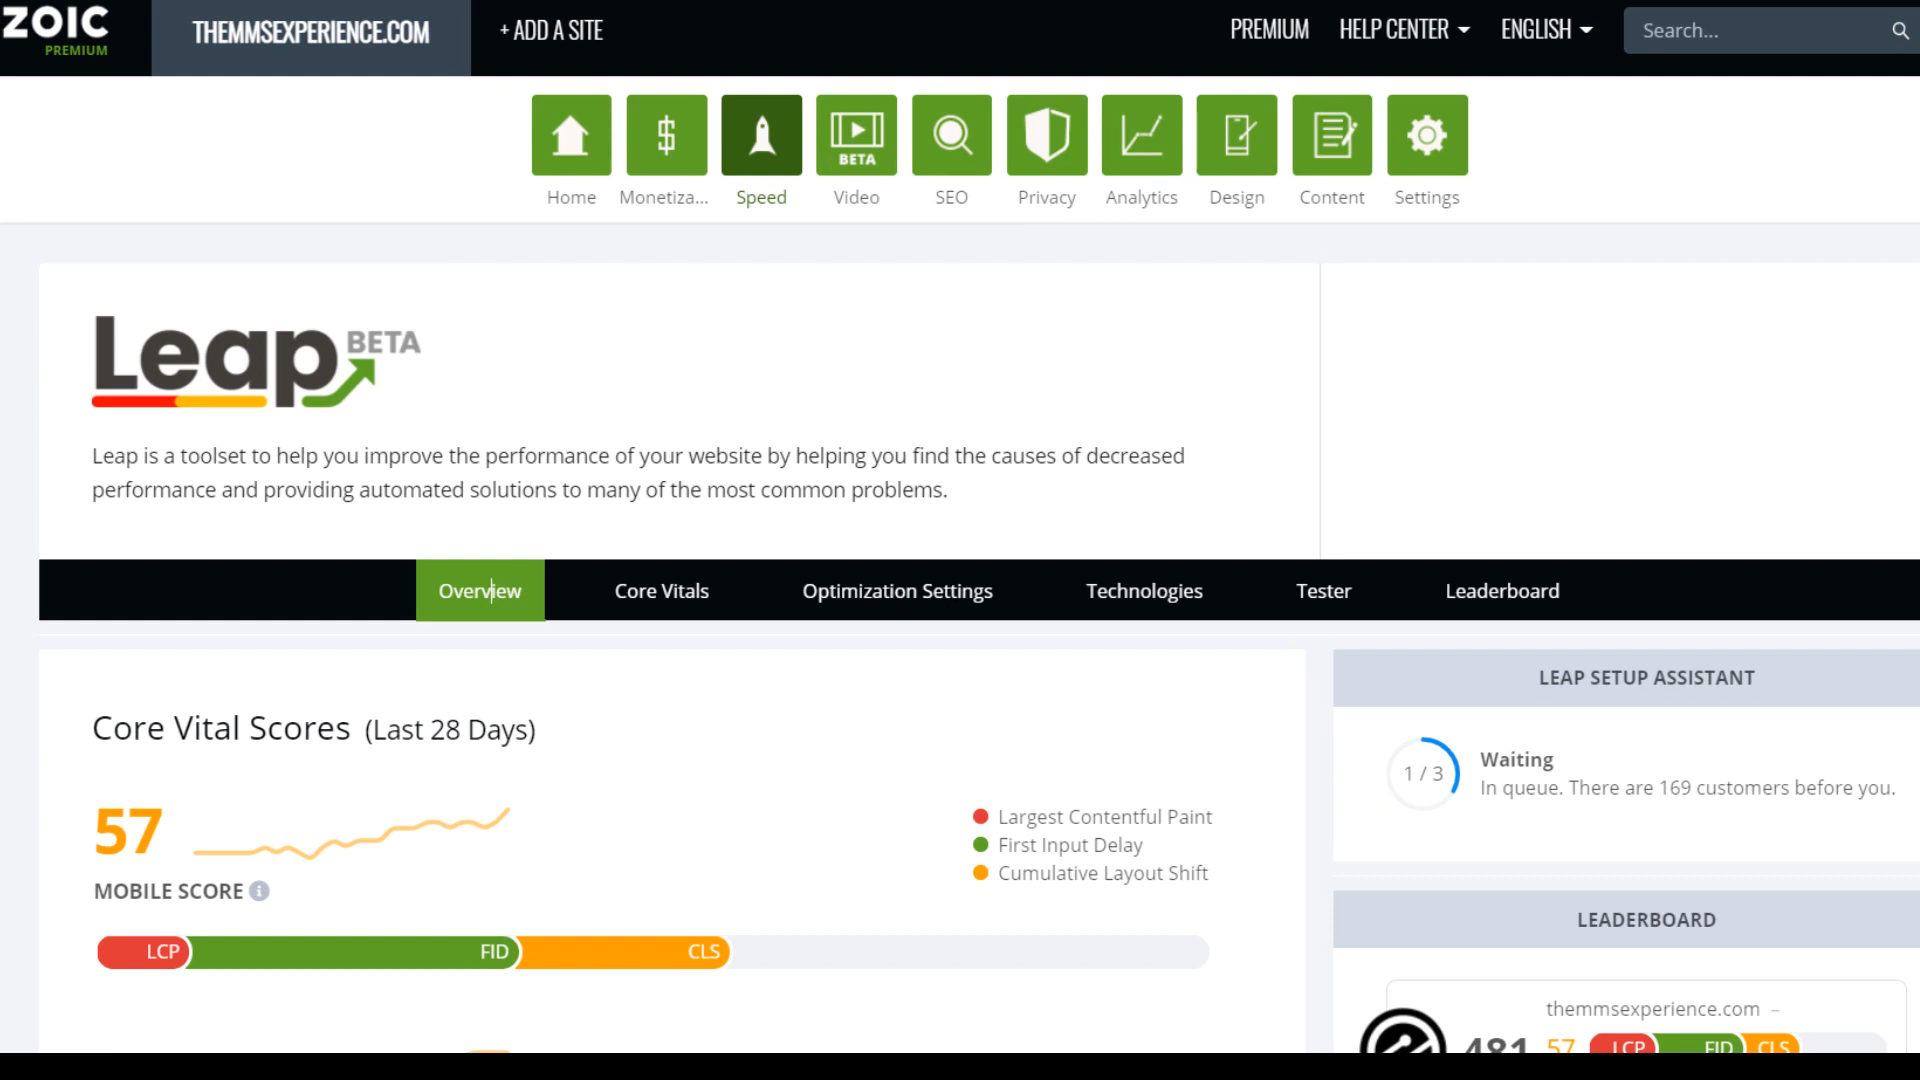 ZOIC
PREMIUM
THEMMSEXPERIENCE.COM
+ ADD A SITE
PREMIUM
HELP CENTER
ENGLISH
Search...
BETA
Home
Monetiza...
Speed
Video
SEO
Privacy
Analytics
Design
Content
Settings
Leap BETA
Leap is a toolset to help you improve the performance of your website by helping you find the causes of decreased
performance and providing automated solutions to many of the most common problems.
Overview
Core Vitals
Optimization Settings
Technologies
Tester
Leaderboard
Core Vital Scores (Last 28 Days)
57
MOBILE SCORE
Largest Contentful Paint
First Input Delay
Cumulative Layout Shift
LCP
FID
CLS
LEAP SETUP ASSISTANT
1 / 3
Waiting
In queue. There are 169 customers before you.
LEADERBOARD
themmsexperience.com –
481
57
LCP
FID
CLS